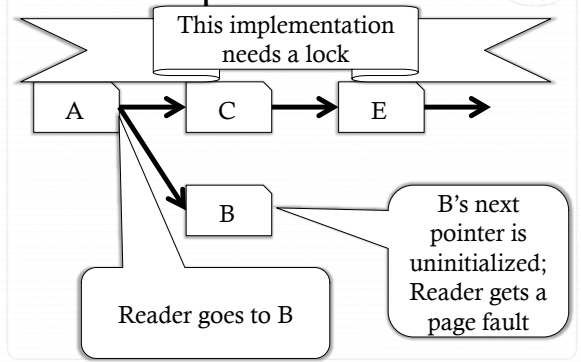 This implementation
needs a lock
A
C
E
B
B's next
pointer is
uninitialized;
Reader gets a
page fault
Reader goes to B